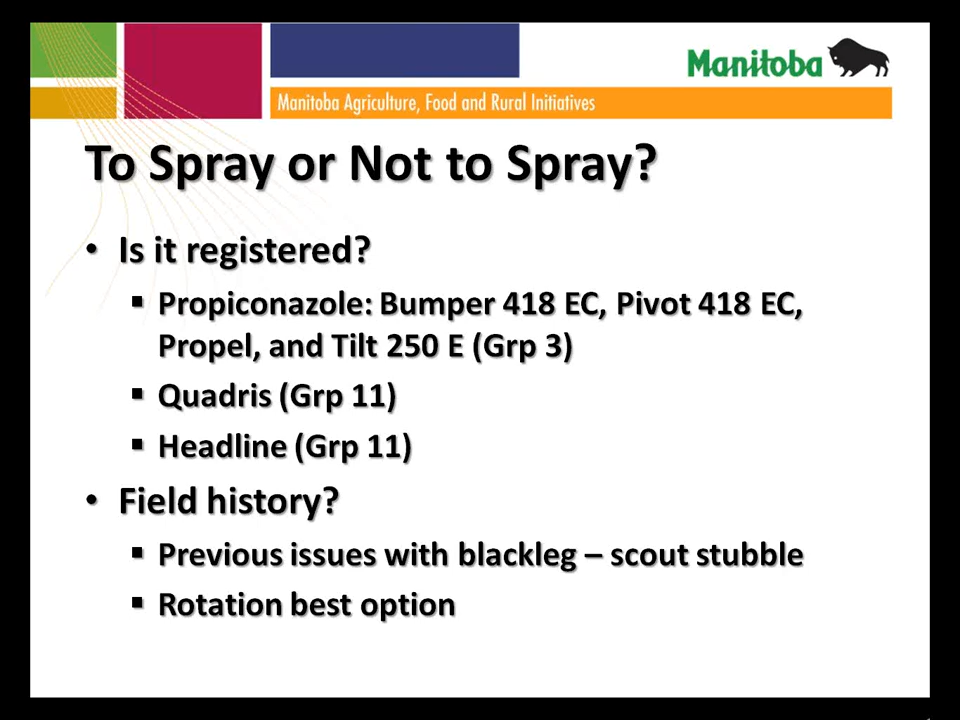 Manitoba
Manitoba Agriculture, Food and Rural Initiatives
To Spray or Not to Spray?
• Is it registered?
▪ Propiconazole: Bumper 418 EC, Pivot 418 EC,
Propel, and Tilt 250 E (Grp 3)
▪ Quadris (Grp 11)
▪ Headline (Grp 11)
• Field history?
▪ Previous issues with blackleg – scout stubble
▪ Rotation best option